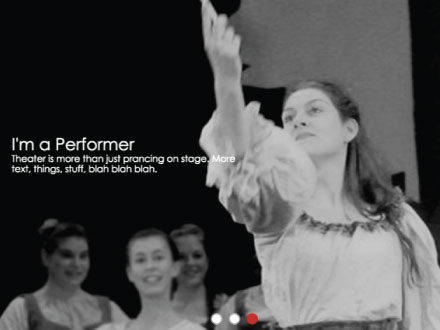 I'm a Performer
Theater is more than just prancing on stage. More
text, things, stuff, blah blah blah.